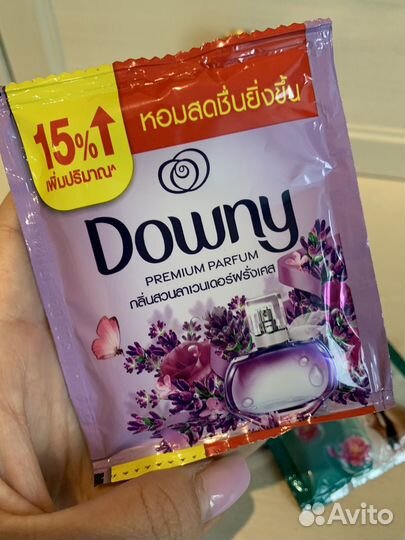 หอมสดชื่นยิ่งขึ้น
15%
เพิ่มปริมาณ^
Downy
PREMIUM PARFUM
กลิ่นสวนลาเวนเดอร์ฝรั่งเศส
Avito